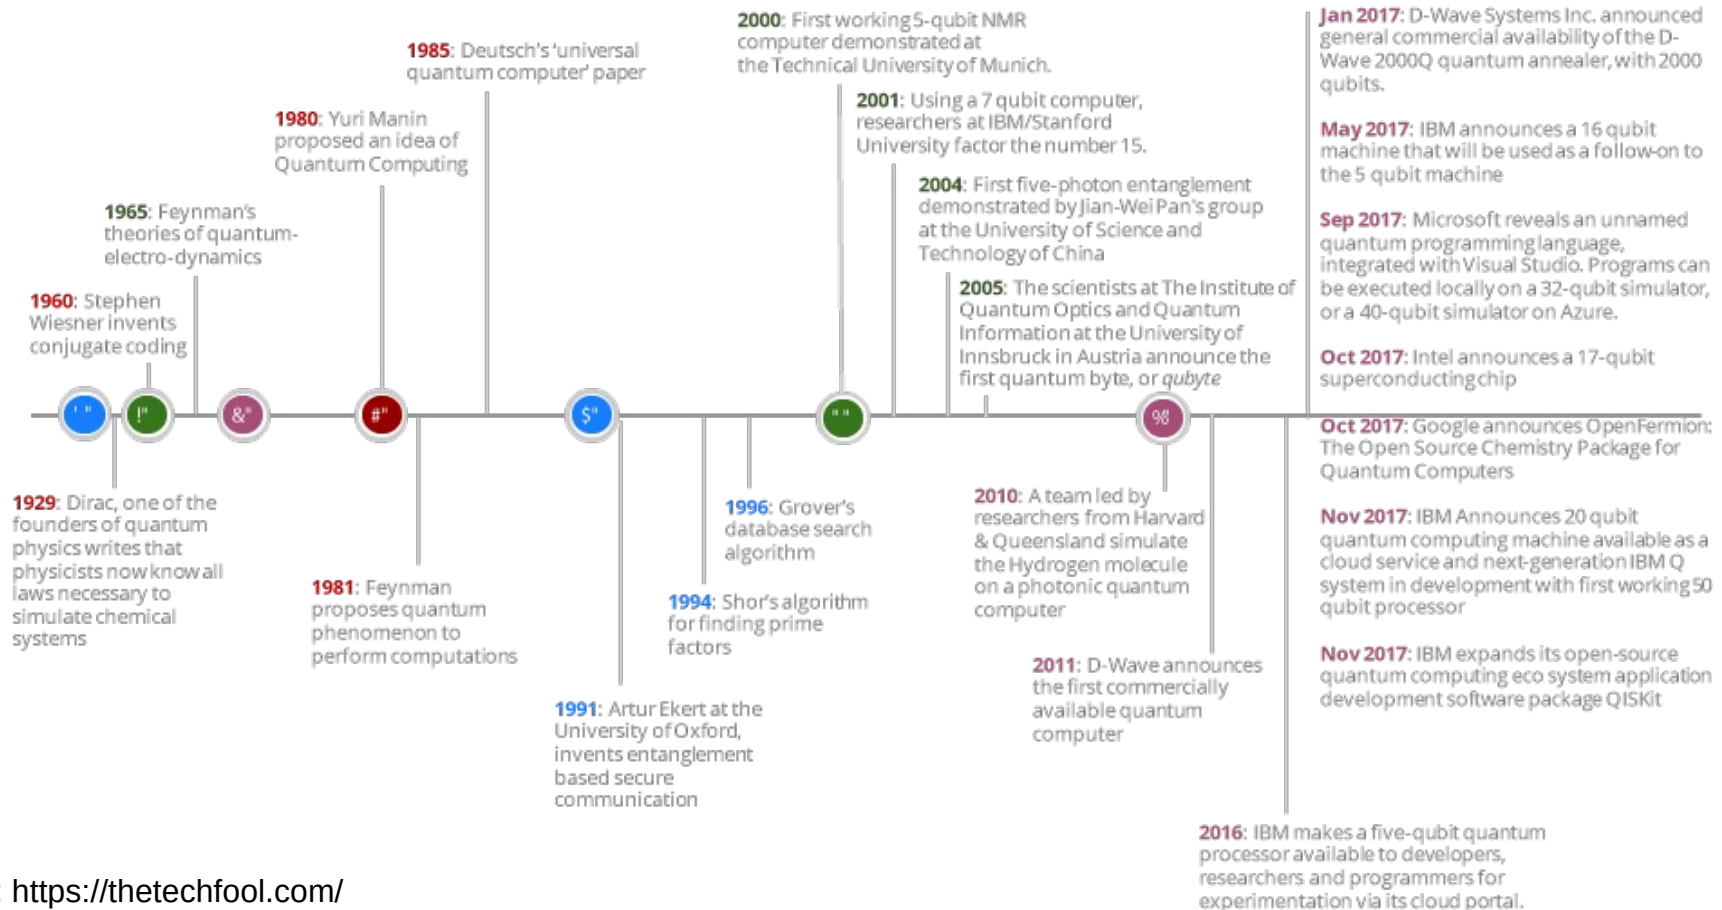 1929: Dirac, one of the
founders of quantum
physics writes that
physicists now know all
laws necessary to
simulate chemical
systems
1960: Stephen
Wiesner invents
conjugate coding
1965: Feynman's
theories of quantum-
electro-dynamics
1980: Yuri Manin
proposed an idea of
Quantum Computing
1981: Feynman
proposes quantum
phenomenon to
perform computations
1985: Deutsch's 'universal
quantum computer' paper
1991: Artur Ekert at the
University of Oxford,
invents entanglement
based secure
communication
1994: Shor's algorithm
for finding prime
factors
1996: Grover's
database search
algorithm
2000: First working 5-qubit NMR
computer demonstrated at
the Technical University of Munich.
2001: Using a 7 qubit computer,
researchers at IBM/Stanford
University factor the number 15.
2004: First five-photon entanglement
demonstrated by Jian-Wei Pan's group
at the University of Science and
Technology of China
2005: The scientists at The Institute of
Quantum Optics and Quantum
Information at the University of
Innsbruck in Austria announce the
first quantum byte, or qubyte
' " !" &" #" $" " " %"
2010: A team led by
researchers from Harvard
& Queensland simulate
the Hydrogen molecule
on a photonic quantum
computer
2011: D-Wave announces
the first commercially
available quantum
computer
2016: IBM makes a five-qubit quantum
processor available to developers,
researchers and programmers for
experimentation via its cloud portal.
Jan 2017: D-Wave Systems Inc. announced
general commercial availability of the D-
Wave 2000Q quantum annealer, with 2000
qubits.
May 2017: IBM announces a 16 qubit
machine that will be used as a follow-on to
the 5 qubit machine
Sep 2017: Microsoft reveals an unnamed
quantum programming language,
integrated with Visual Studio. Programs can
be executed locally on a 32-qubit simulator,
or a 40-qubit simulator on Azure.
Oct 2017: Intel announces a 17-qubit
superconducting chip
Oct 2017: Google announces OpenFermion:
The Open Source Chemistry Package for
Quantum Computers
Nov 2017: IBM Announces 20 qubit
quantum computing machine available as a
cloud service and next-generation IBM Q
system in development with first working 50
qubit processor
Nov 2017: IBM expands its open-source
quantum computing eco system application
development software package QISKit
: https://thetechfool.com/